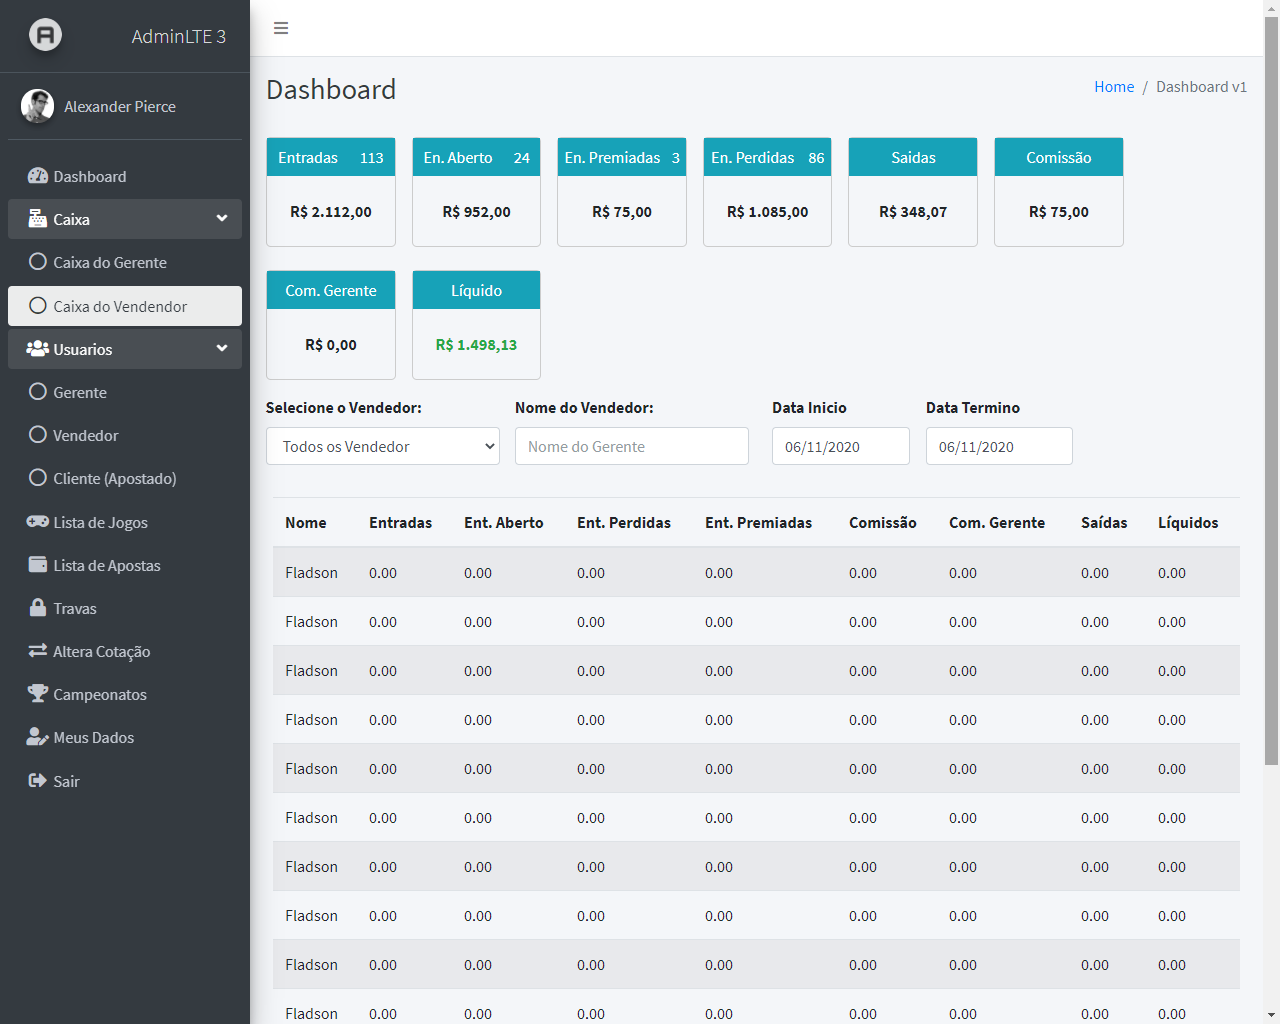 AdminLTE 3
Alexander Pierce
Dashboard
Caixa
Caixa do Gerente
Caixa do Vendendor
Usuarios
Gerente
Vendedor
Cliente (Apostado)
Lista de Jogos
Lista de Apostas
Travas
Altera Cotação
Campeonatos
Meus Dados
Sair
Dashboard
Home / Dashboard v1
Entradas 113
R$ 2.112,00
En. Aberto 24
R$ 952,00
En. Premiadas 3
R$ 75,00
En. Perdidas 86
R$ 1.085,00
Saidas
R$ 348,07
Comissão
R$ 75,00
Com. Gerente
R$ 0,00
Líquido
R$ 1.498,13
Selecione o Vendedor:
Todos os Vendedor
Nome do Vendedor:
Nome do Gerente
Data Inicio
06/11/2020
Data Termino
06/11/2020
Nome Entradas Ent. Aberto Ent. Perdidas Ent. Premiadas Comissão Com. Gerente Saídas Líquidos
Fladson 0.00 0.00 0.00 0.00 0.00 0.00 0.00 0.00
Fladson 0.00 0.00 0.00 0.00 0.00 0.00 0.00 0.00
Fladson 0.00 0.00 0.00 0.00 0.00 0.00 0.00 0.00
Fladson 0.00 0.00 0.00 0.00 0.00 0.00 0.00 0.00
Fladson 0.00 0.00 0.00 0.00 0.00 0.00 0.00 0.00
Fladson 0.00 0.00 0.00 0.00 0.00 0.00 0.00 0.00
Fladson 0.00 0.00 0.00 0.00 0.00 0.00 0.00 0.00
Fladson 0.00 0.00 0.00 0.00 0.00 0.00 0.00 0.00
Fladson 0.00 0.00 0.00 0.00 0.00 0.00 0.00 0.00
Fladson 0.00 0.00 0.00 0.00 0.00 0.00 0.00 0.00